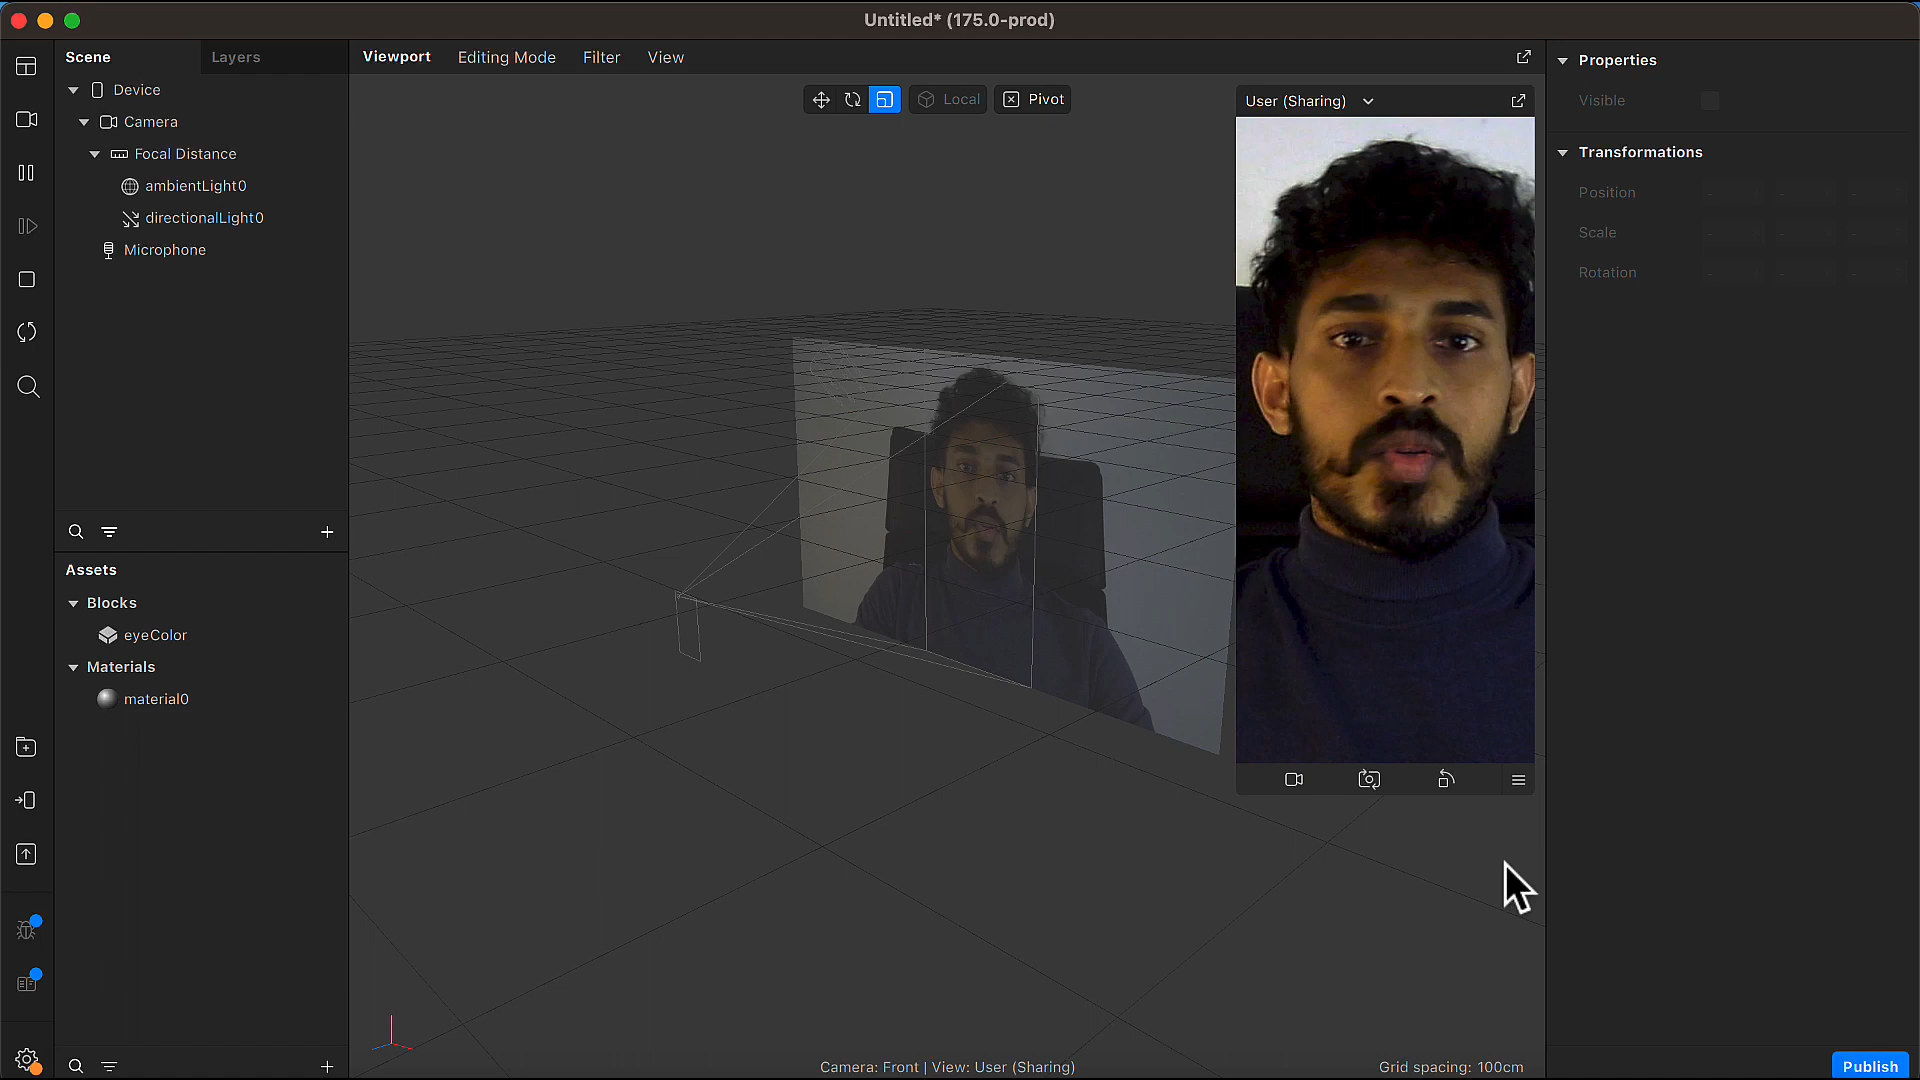 Untitled* (175.0-prod)
Scene
Layers
Device
Camera
Focal Distance
ambientLight0
directionalLight0
Microphone
Assets
Blocks
eyeColor
Materials
material0
Viewport
Editing Mode
Filter
View
Local
Pivot
User (Sharing)
Camera: Front | View: User (Sharing)
Grid spacing: 100cm
Properties
Visible
Transformations
Position - - -
Scale - - -
Rotation - - -
Publish